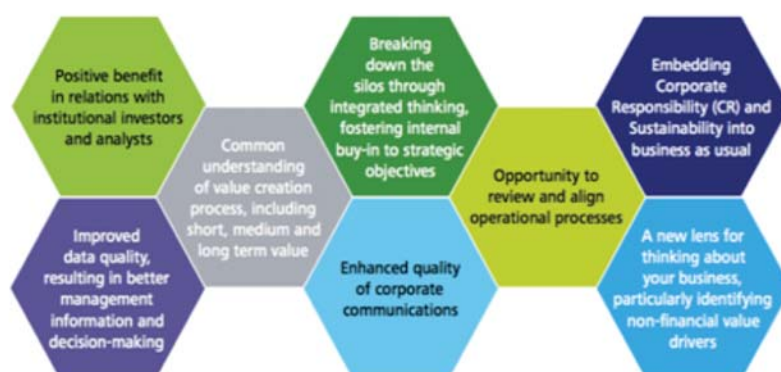 Positive benefit
in relations with
institutional investors
and analysts
Improved
data quality,
resulting in better
management
information and
decision-making
Common
understanding
of value creation
process, including
short, medium and
long term value
Breaking
down the
silos through
integrated thinking,
fostering internal
buy-in to strategic
objectives
Enhanced quality
of corporate
communications
Opportunity to
review and align
operational processes
Embedding
Corporate
Responsibility (CR) and
Sustainability into
business as usual
A new lens for
thinking about
your business,
particularly identifying
non-financial value
drivers